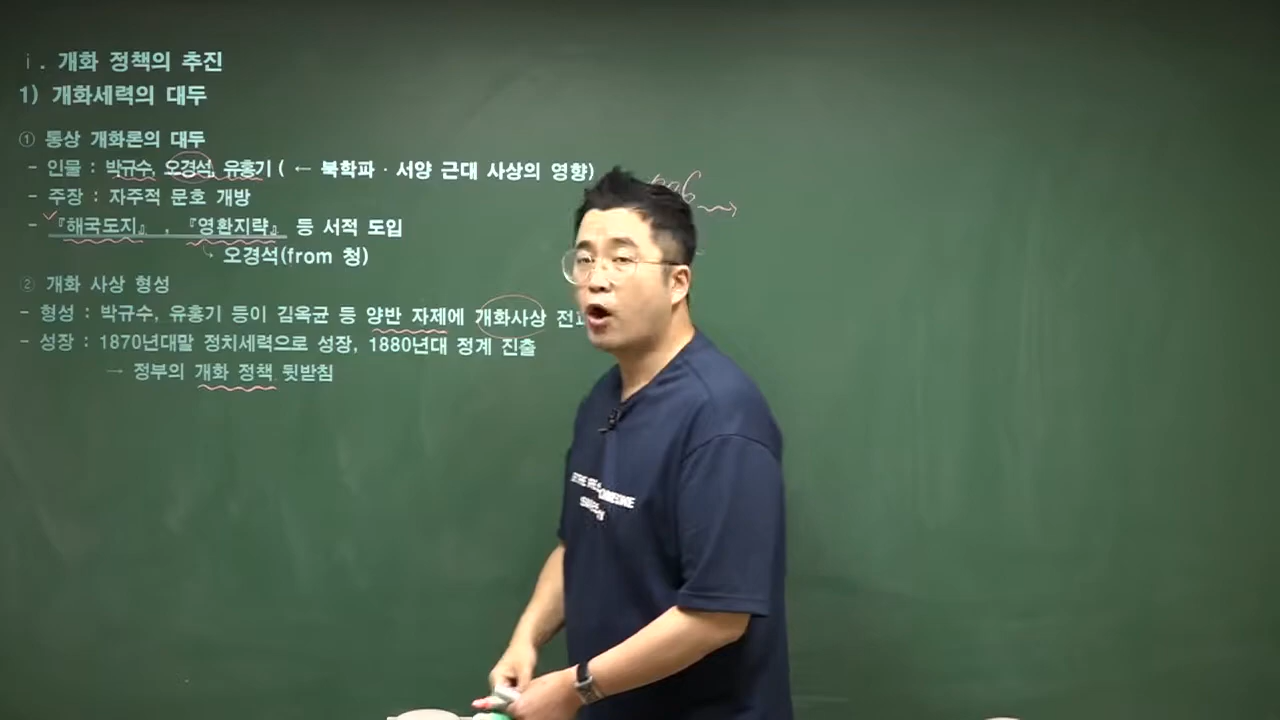 ⅰ. 개화 정책의 추진
1) 개화세력의 대두
① 통상 개화론의 대두
- 인물 : 박규수, 오경석, 유홍기 ( ← 북학파 · 서양 근대 사상의 영향)
- 주장 : 자주적 문호 개방
- 『해국도지』, 『영환지략』 등 서적 도입
오경석(from 청)
② 개화 사상 형성
- 형성 : 박규수, 유홍기 등이 김옥균 등 양반 자제에 개화사상
- 성장 : 1870년대말 정치세력으로 성장, 1880년대 정계 진출
→ 정부의 개화 정책 뒷받침